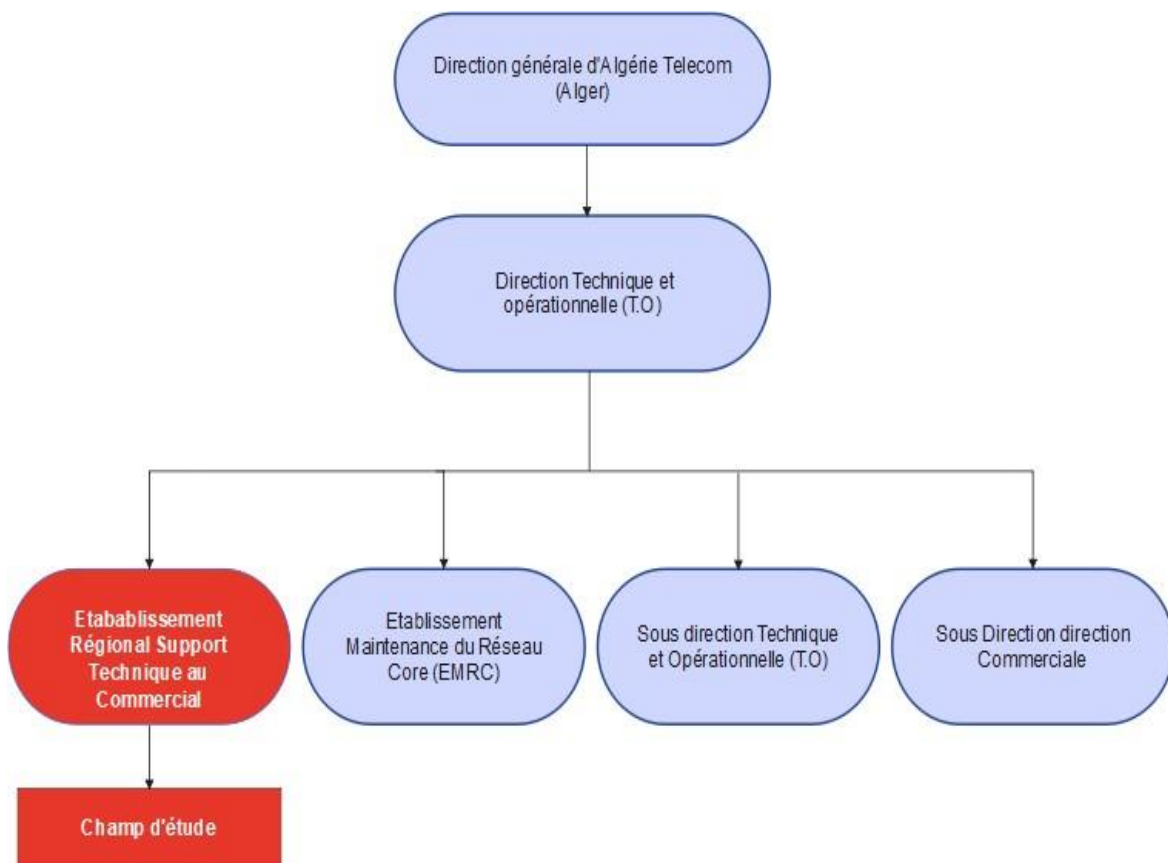 Direction générale d'Algérie Telecom
(Alger)
Direction Technique et
opérationnelle (T.O)
Etabablissement
Régional Support
Technique au
Commercial
Etablissement
Maintenance du Réseau
Core (EMRC)
Sous direction Technique
et Opérationnelle (T.O)
Sous Direction direction
Commerciale
Champ d'étude